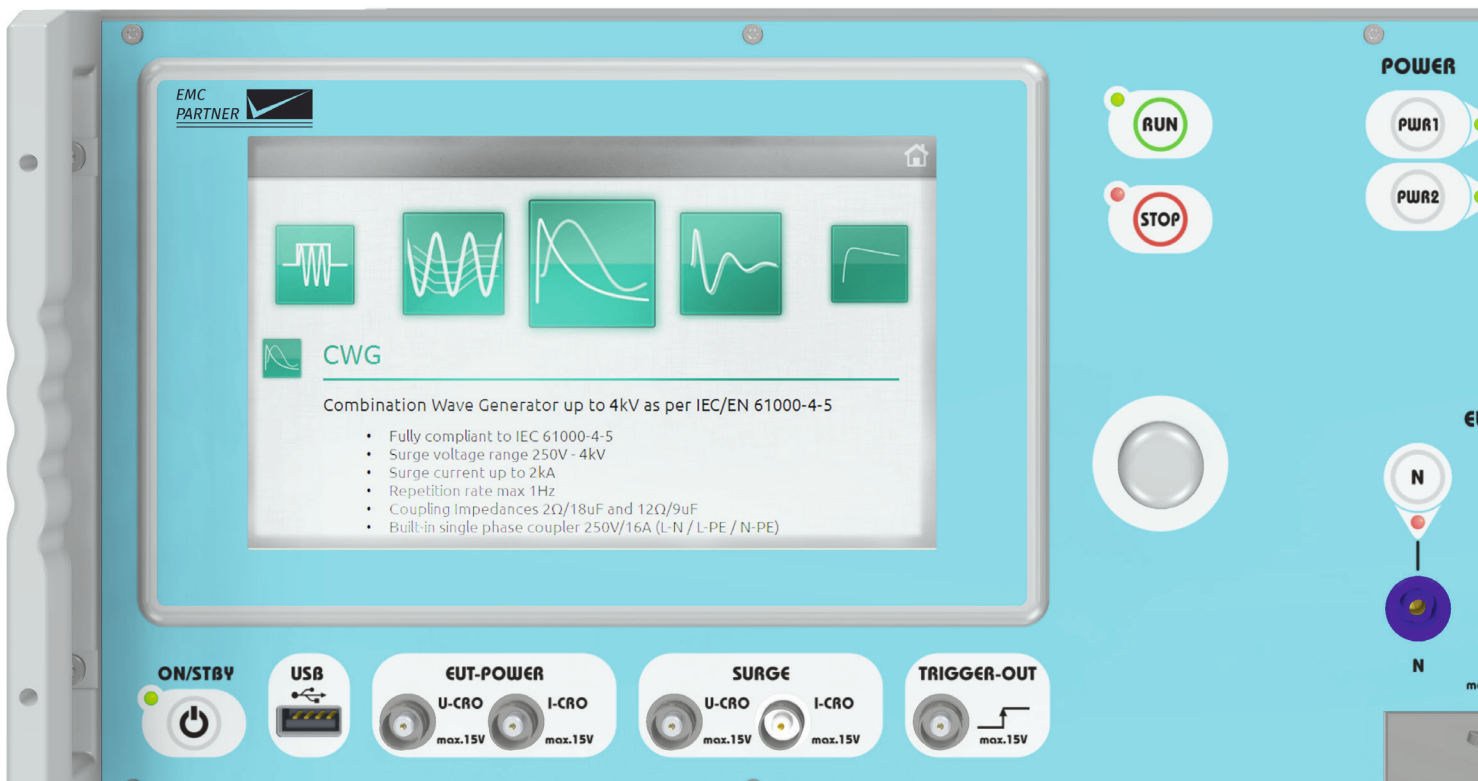 EMC
PARTNER
CWG
Combination Wave Generator up to 4kV as per IEC/EN 61000-4-5
• Fully compliant to IEC 61000-4-5
• Surge voltage range 250V - 4kV
• Surge current up to 2kA
• Repetition rate max 1Hz
• Coupling Impedances 2Ω/18uF and 12Ω/9uF
• Built-in single phase coupler 250V/16A (L-N / L-PE / N-PE)
RUN
STOP
POWER
PWR1
PWR2
N
N
ON/STBY
USB
EUT-POWER
U-CRO
max.15V
I-CRO
max.15V
SURGE
U-CRO
max.15V
I-CRO
max.15V
TRIGGER-OUT
max.15V